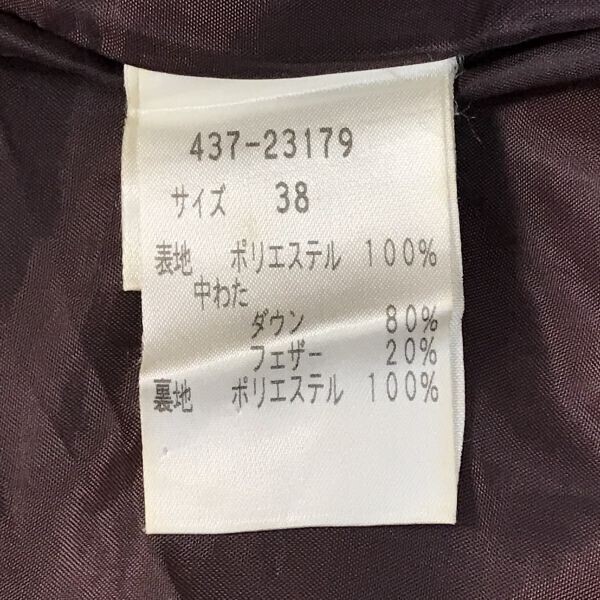 437-23179
サイズ 38
表地 ポリエステル 100%
中わた
ダウン 80%
フェザー 20%
裏地 ポリエステル 100%